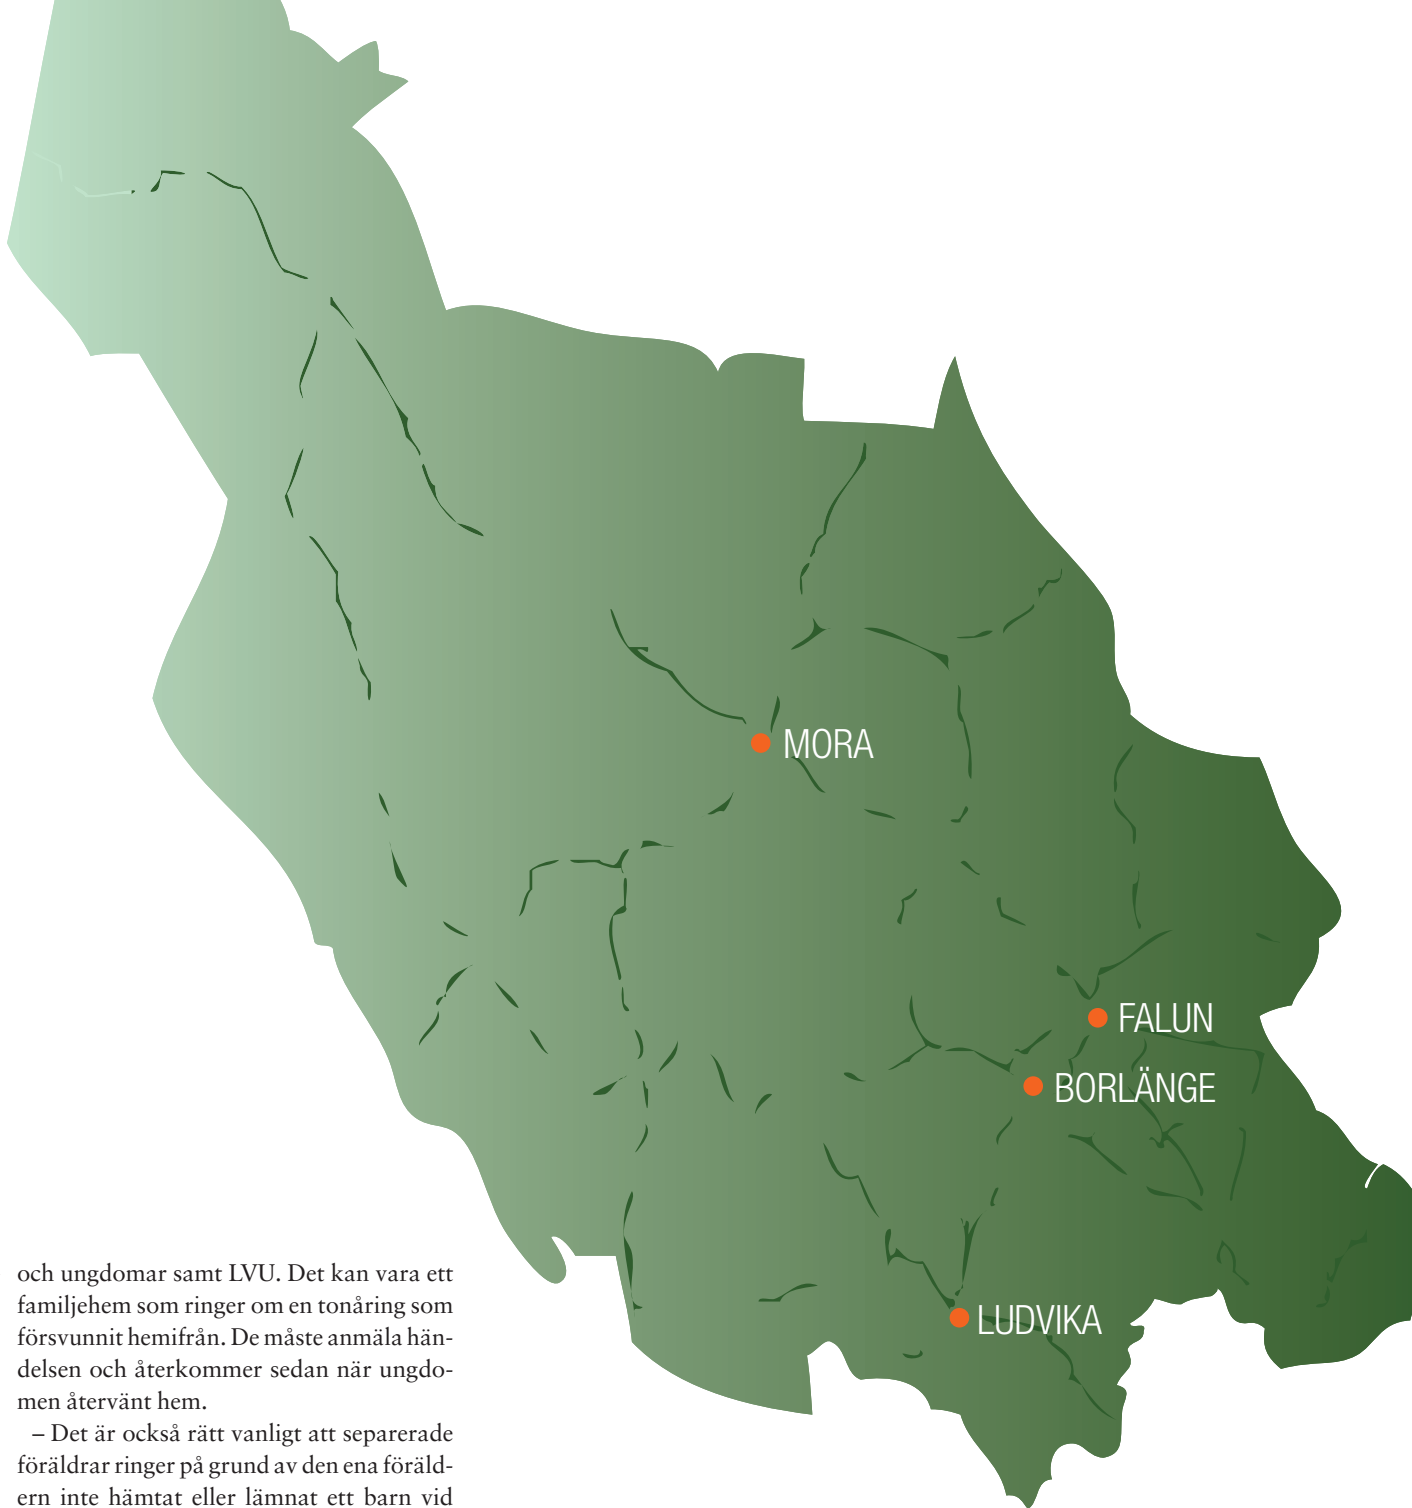 MORA
FALUN
BORLÄNGE
LUDVIKA
och ungdomar samt LVU. Det kan vara ett
familjehem som ringer om en tonåring som
försvunnit hemifrån. De måste anmäla hän-
delsen och återkommer sedan när ungdo-
men återvänt hem.
– Det är också rätt vanligt att separerade
föräldrar ringer på grund av den ena föräld-
ern inte hämtat eller lämnat ett barn vid